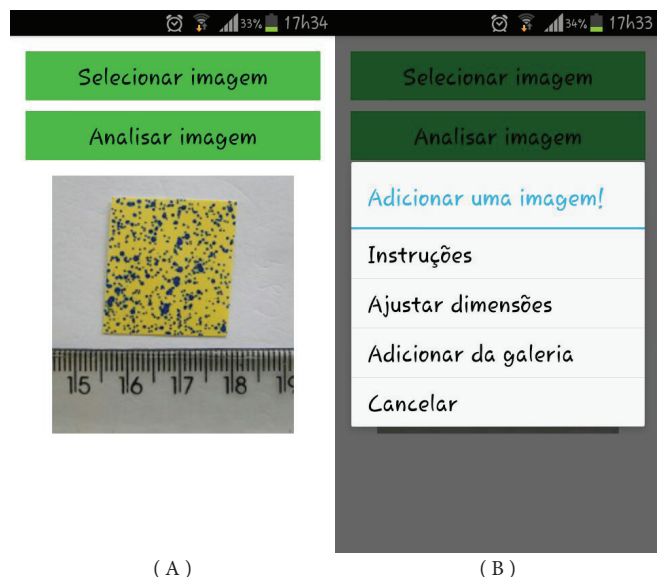 33% 17h34
Selecionar imagem
Analisar imagem
15 16 17 18 19
(A)
34% 17h33
Selecionar imagem
Analisar imagem
Adicionar uma imagem!
Instruções
Ajustar dimensões
Adicionar da galeria
Cancelar
(B)